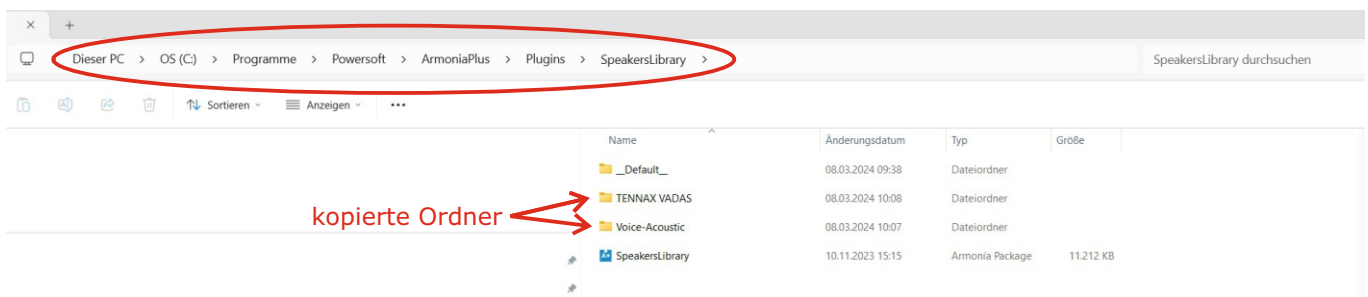 Dieser PC > OS (C:) > Programme > Powersoft > ArmoniaPlus > Plugins > SpeakersLibrary >
SpeakersLibrary durchsuchen
Sortieren
Anzeigen
Name Änderungsdatum Typ Größe
__Default__ 08.03.2024 09:38 Dateiordner
TENNAX VADAS 08.03.2024 10:08 Dateiordner
kopierte Ordner
Voice-Acoustic 08.03.2024 10:07 Dateiordner
SpeakersLibrary 10.11.2023 15:15 Armonía Package 11.212 KB